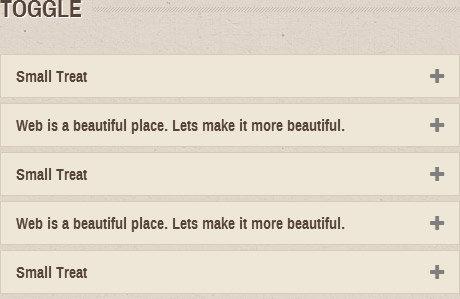 TOGGLE
Small Treat
Web is a beautiful place. Lets make it more beautiful.
Small Treat
Web is a beautiful place. Lets make it more beautiful.
Small Treat